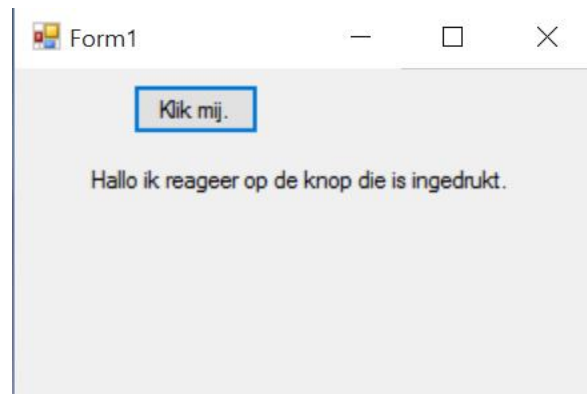 Form1
Klik mij.
Hallo ik reageer op de knop die is ingedrukt.